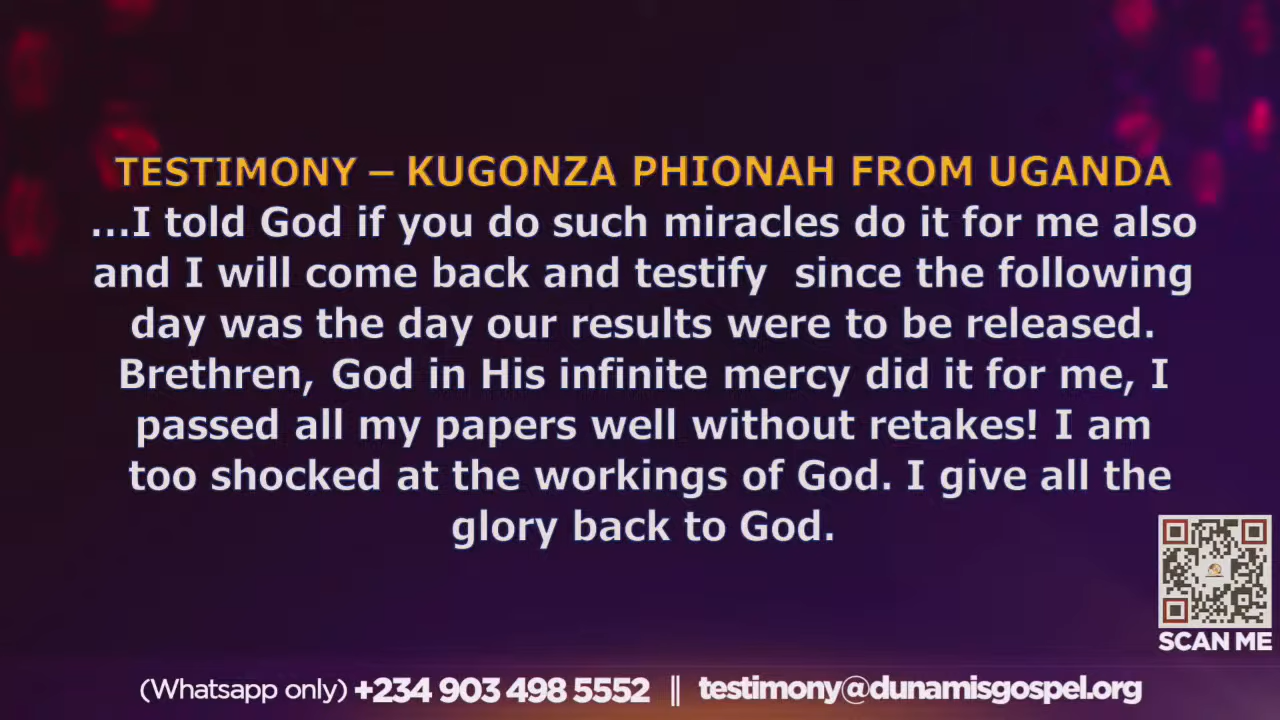 TESTIMONY – KUGONZA PHIONAH FROM UGANDA
...I told God if you do such miracles do it for me also
and I will come back and testify  since the following
day was the day our results were to be released.
Brethren, God in His infinite mercy did it for me, I
passed all my papers well without retakes! I am
too shocked at the workings of God. I give all the
glory back to God.
SCAN ME
(Whatsapp only) +234 903 498 5552 || testimony@dunamisgospel.org